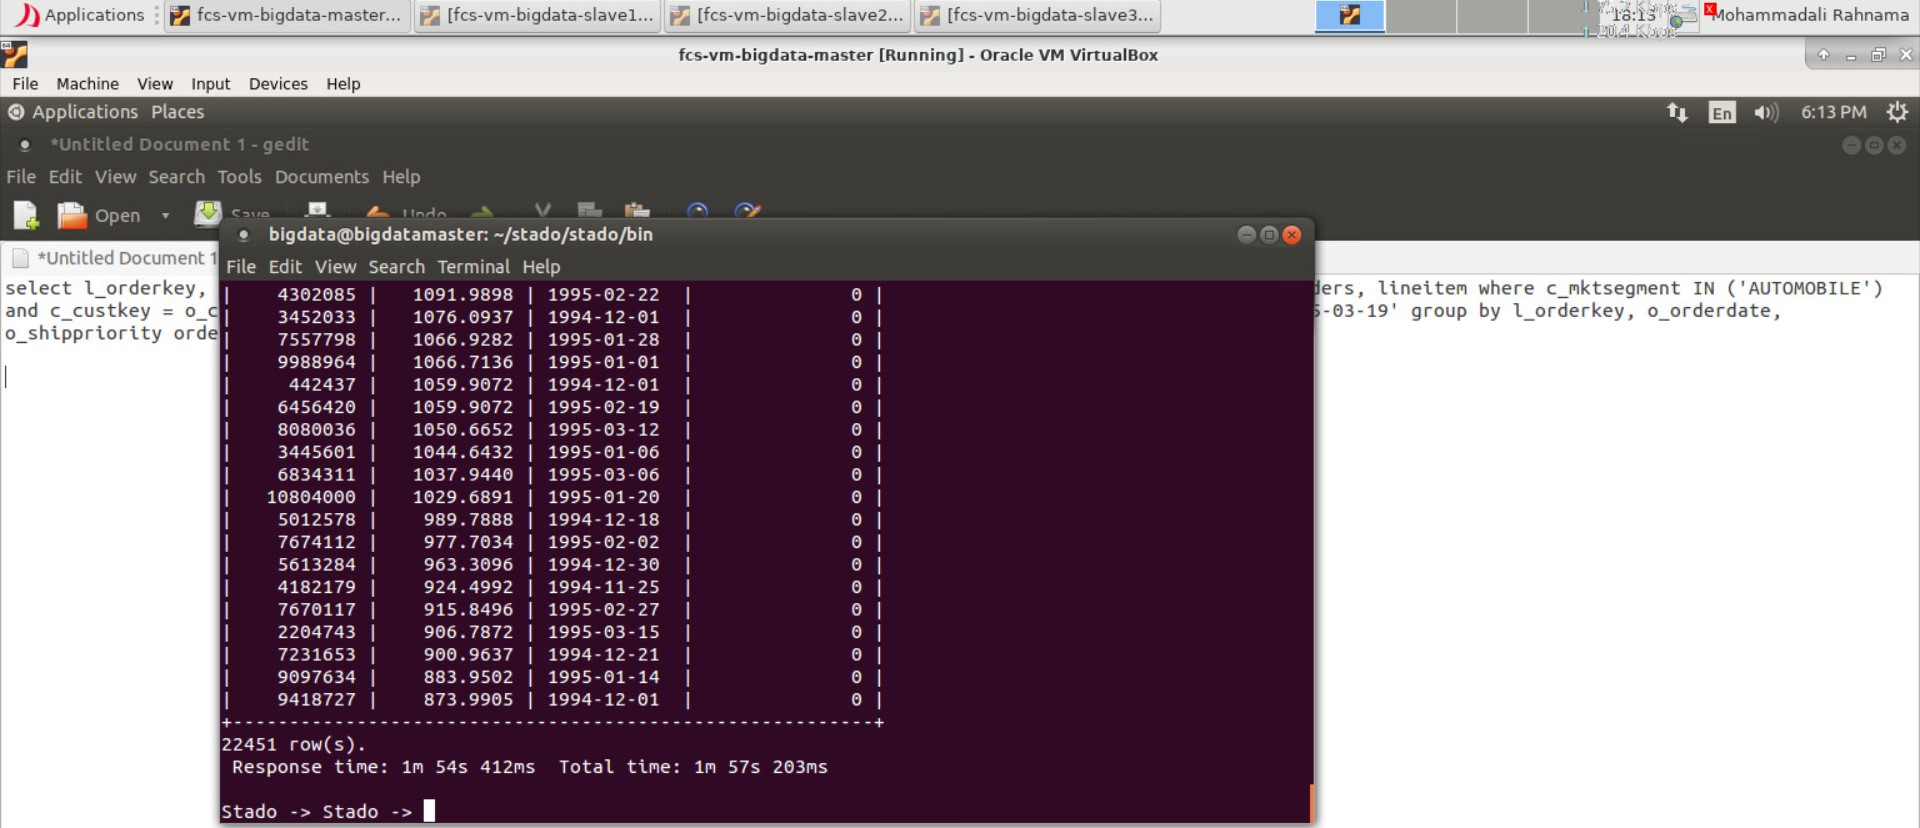 Applications fcs-vm-bigdata-master... [fcs-vm-bigdata-slave1... [fcs-vm-bigdata-slave2... [fcs-vm-bigdata-slave3... 18:13 Mohammadali Rahnama
fcs-vm-bigdata-master [Running] - Oracle VM VirtualBox
File Machine View Input Devices Help
Applications Places En 6:13 PM
*Untitled Document 1 - gedit
File Edit View Search Tools Documents Help
Open Save Undo
*Untitled Document 1
select l_orderkey, ders, lineitem where c_mktsegment IN ('AUTOMOBILE')
and c_custkey = o_c 5-03-19' group by l_orderkey, o_orderdate,
o_shippriority orde
bigdata@bigdatamaster: ~/stado/stado/bin
File Edit View Search Terminal Help
| 4302085 | 1091.9898 | 1995-02-22 | 0 |
| 3452033 | 1076.0937 | 1994-12-01 | 0 |
| 7557798 | 1066.9282 | 1995-01-28 | 0 |
| 9988964 | 1066.7136 | 1995-01-01 | 0 |
| 442437 | 1059.9072 | 1994-12-01 | 0 |
| 6456420 | 1059.9072 | 1995-02-19 | 0 |
| 8080036 | 1050.6652 | 1995-03-12 | 0 |
| 3445601 | 1044.6432 | 1995-01-06 | 0 |
| 6834311 | 1037.9440 | 1995-03-06 | 0 |
| 10804000 | 1029.6891 | 1995-01-20 | 0 |
| 5012578 | 989.7888 | 1994-12-18 | 0 |
| 7674112 | 977.7034 | 1995-02-02 | 0 |
| 5613284 | 963.3096 | 1994-12-30 | 0 |
| 4182179 | 924.4992 | 1994-11-25 | 0 |
| 7670117 | 915.8496 | 1995-02-27 | 0 |
| 2204743 | 906.7872 | 1995-03-15 | 0 |
| 7231653 | 900.9637 | 1994-12-21 | 0 |
| 9097634 | 883.9502 | 1995-01-14 | 0 |
| 9418727 | 873.9905 | 1994-12-01 | 0 |
+---------------------------------------------------------+
22451 row(s).
Response time: 1m 54s 412ms Total time: 1m 57s 203ms
Stado -> Stado ->